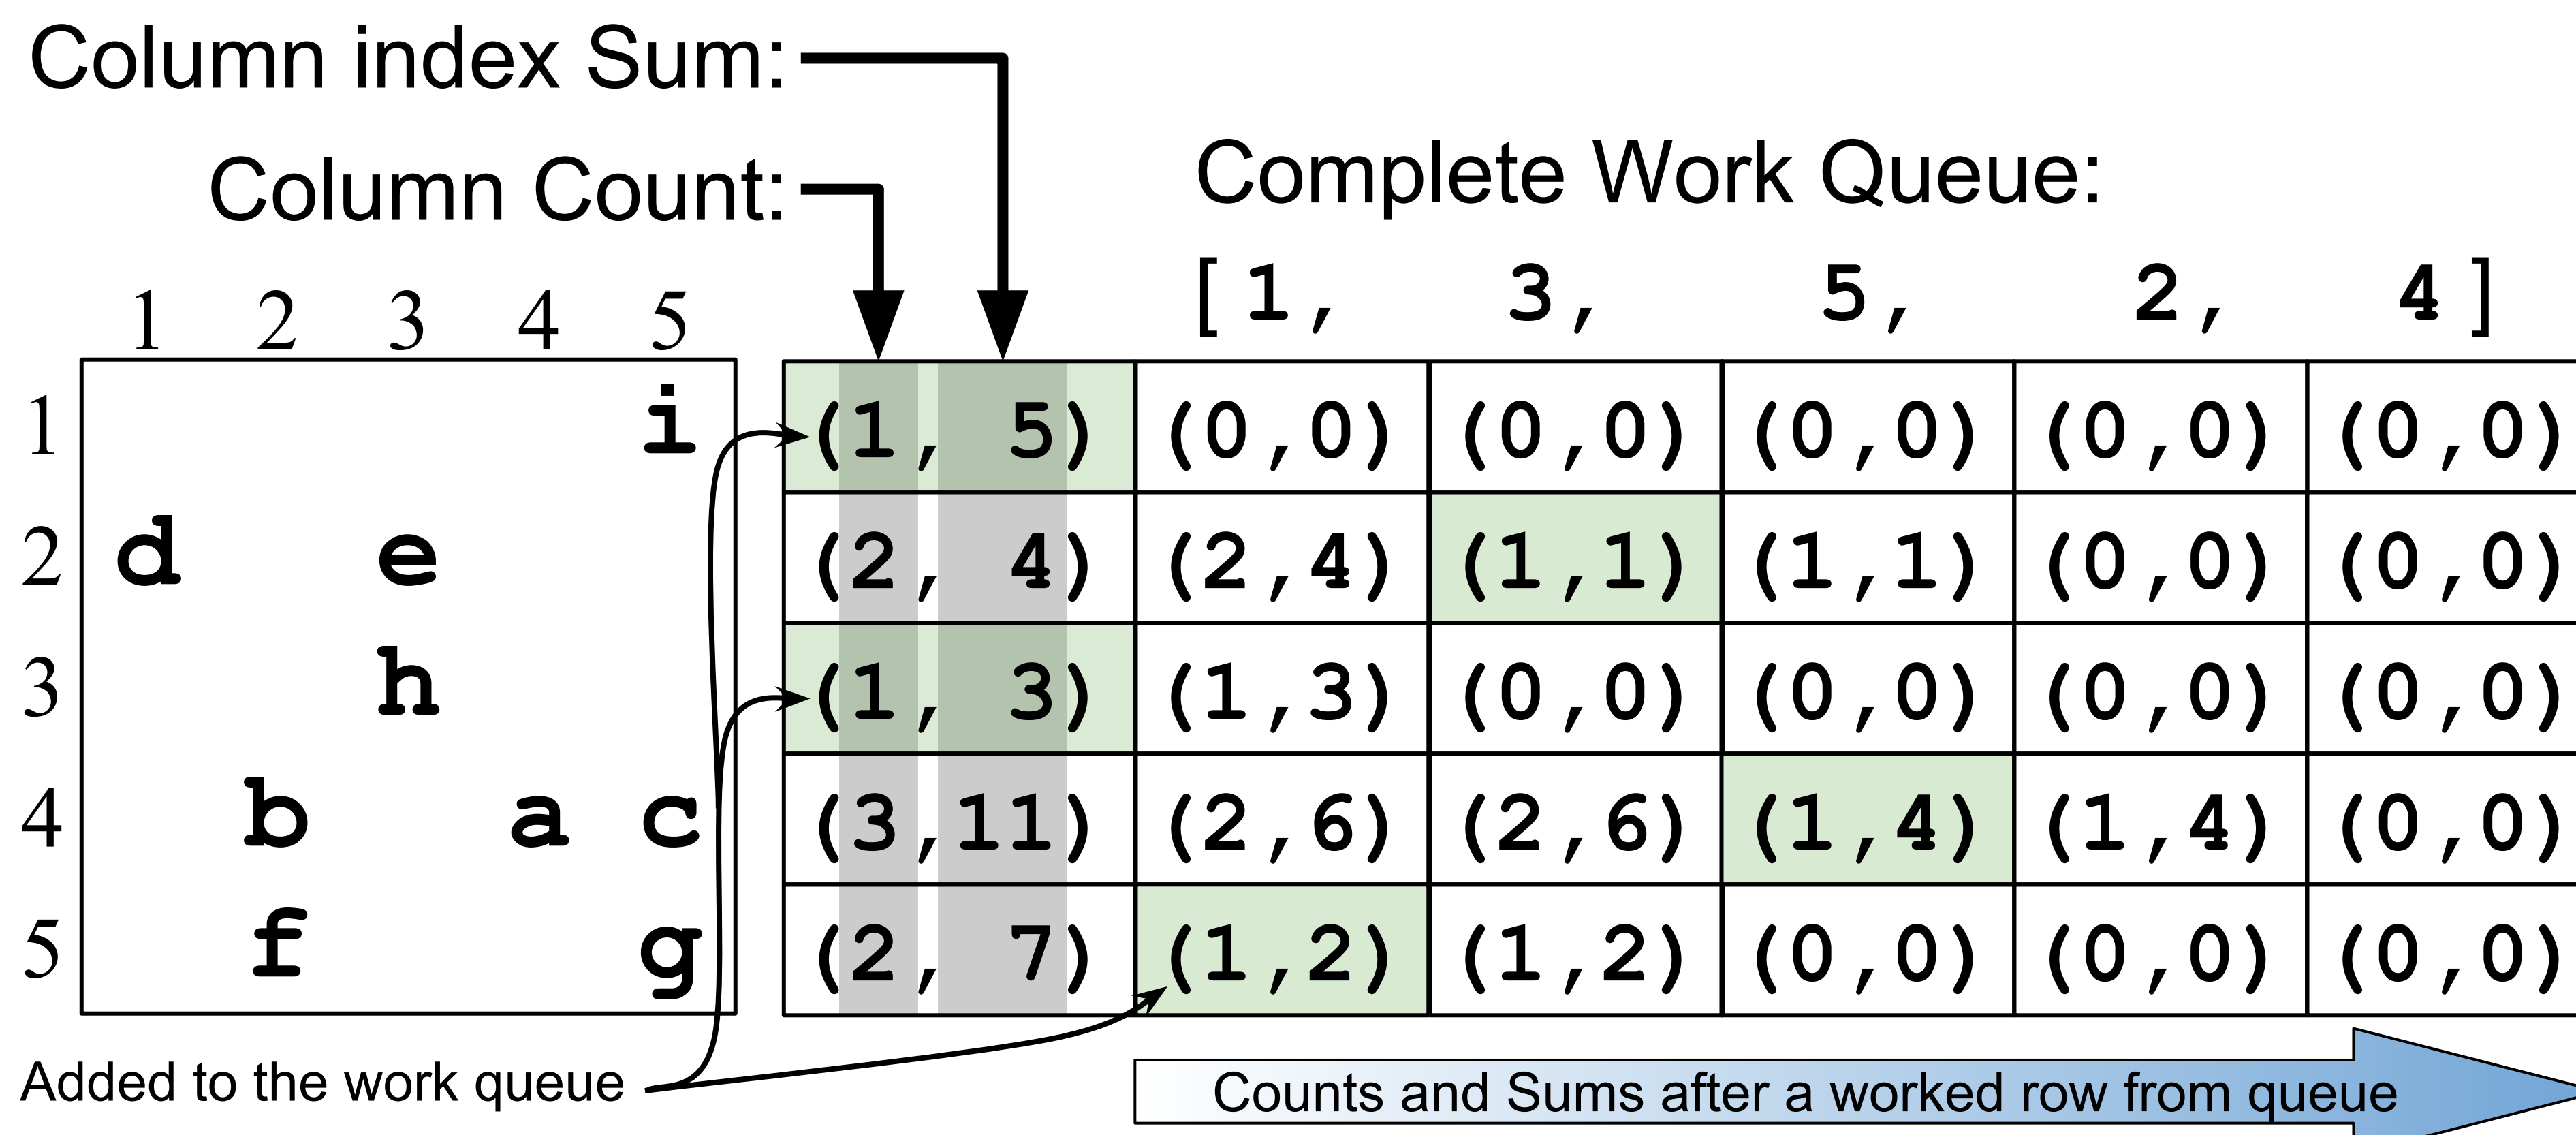 Column index Sum:
Column Count:
Complete Work Queue:
[1, 3, 5, 2, 4]
1 2 3 4 5
1 i (1, 5) (0,0) (0,0) (0,0) (0,0) (0,0)
2 d e (2, 4) (2,4) (1,1) (1,1) (0,0) (0,0)
3 h (1, 3) (1,3) (0,0) (0,0) (0,0) (0,0)
4 b a c (3,11) (2,6) (2,6) (1,4) (1,4) (0,0)
5 f g (2, 7) (1,2) (1,2) (0,0) (0,0) (0,0)
Added to the work queue
Counts and Sums after a worked row from queue